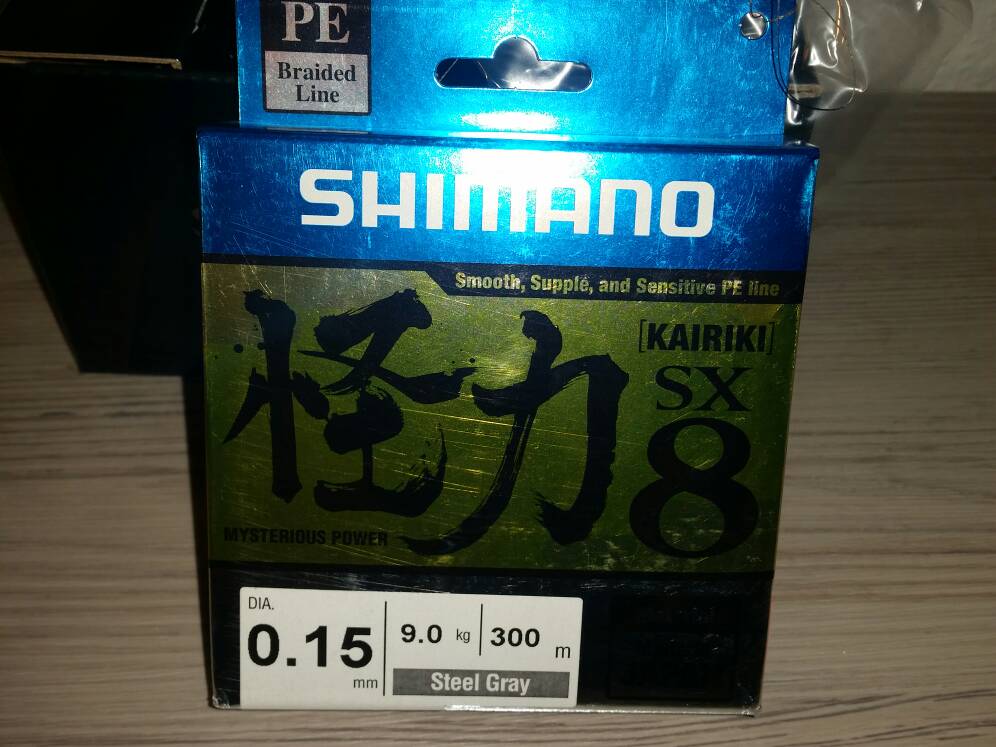 PE
Braided
Line
SHIMANO
Smooth, Supple, and Sensitive PE line
怪力
[KAIRIKI]
SX
8
MYSTERIOUS POWER
DIA.
0.15 mm
9.0 kg
300 m
Steel Gray